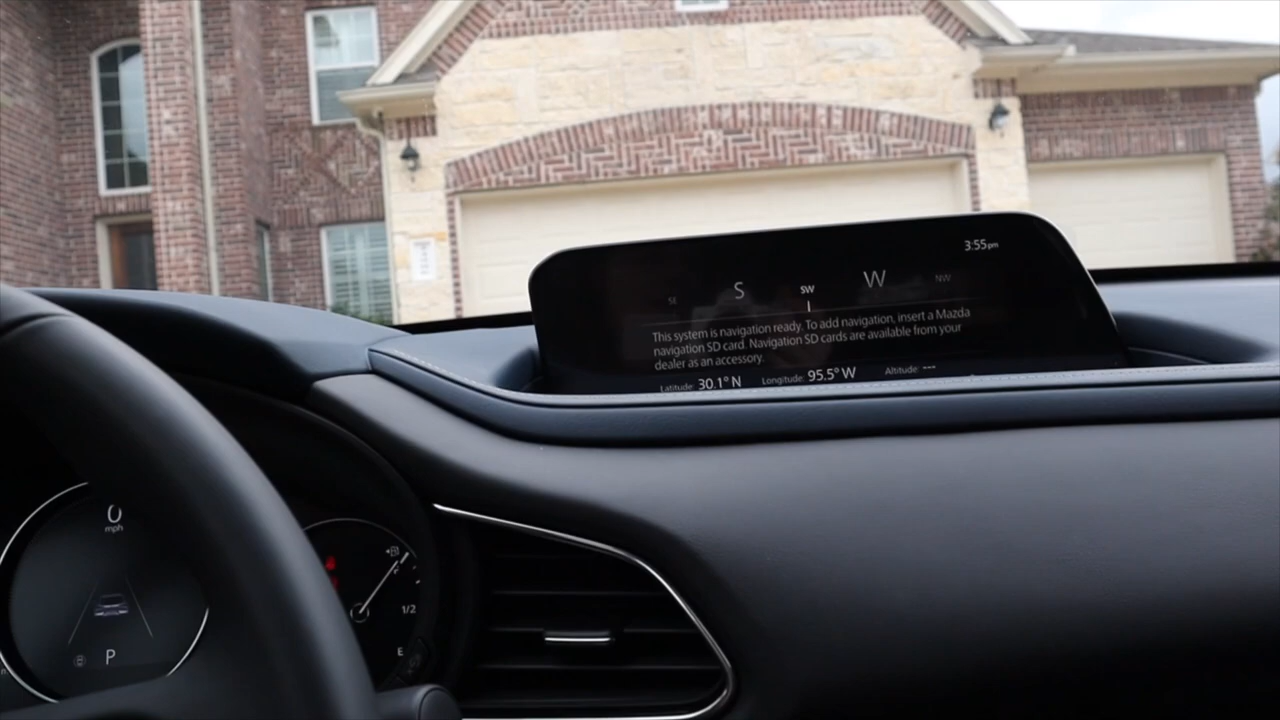 3:55pm
SE S SW W NW
This system is navigation ready. To add navigation, insert a Mazda
navigation SD card. Navigation SD cards are available from your
dealer as an accessory.
Latitude: 30.1° N Longitude: 95.5° W Altitude: ---
0
mph
P
1/2
E